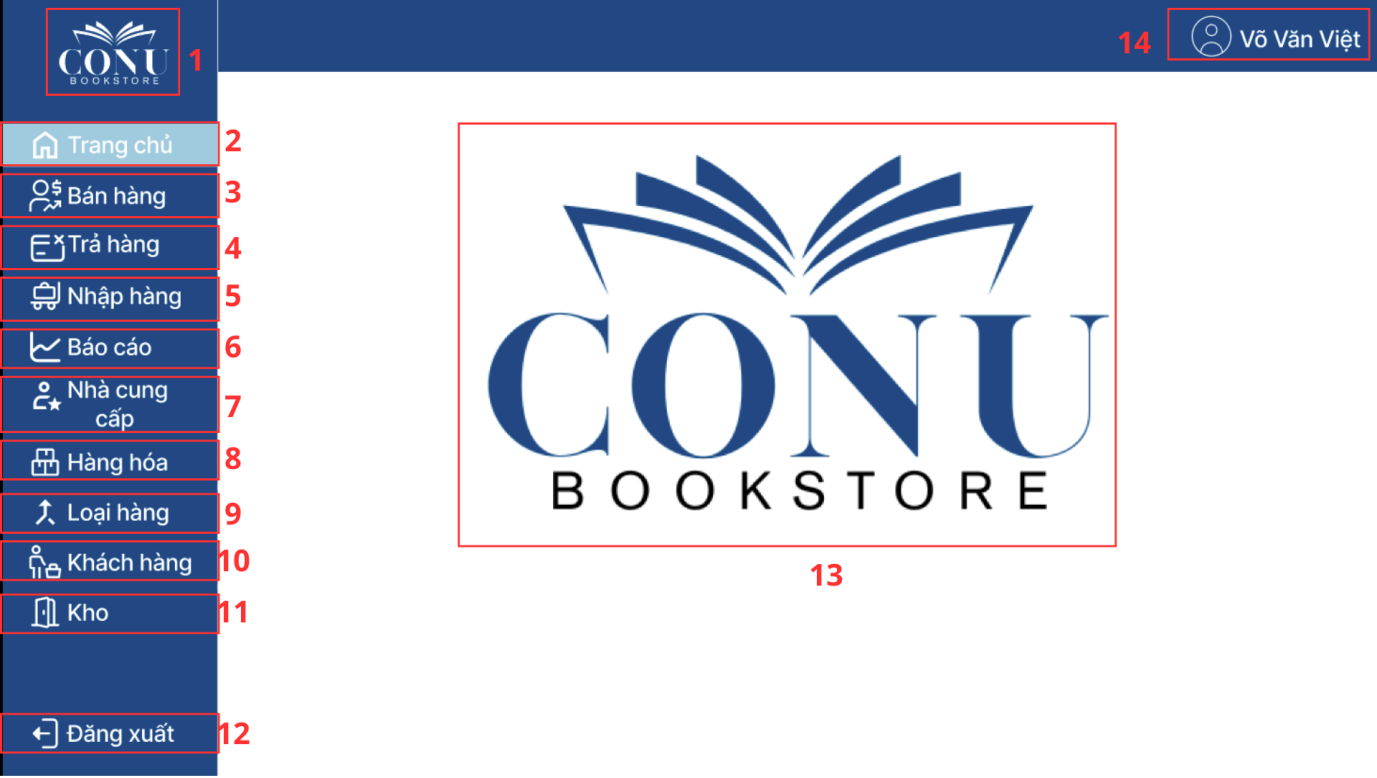 CONU
BOOKSTORE
1
14
Võ Văn Việt
Trang chủ
2
Bán hàng
3
Trả hàng
4
Nhập hàng
5
Báo cáo
6
Nhà cung
cấp
7
Hàng hóa
8
Loại hàng
9
Khách hàng
10
Kho
11
Đăng xuất
12
CONU
BOOKSTORE
13